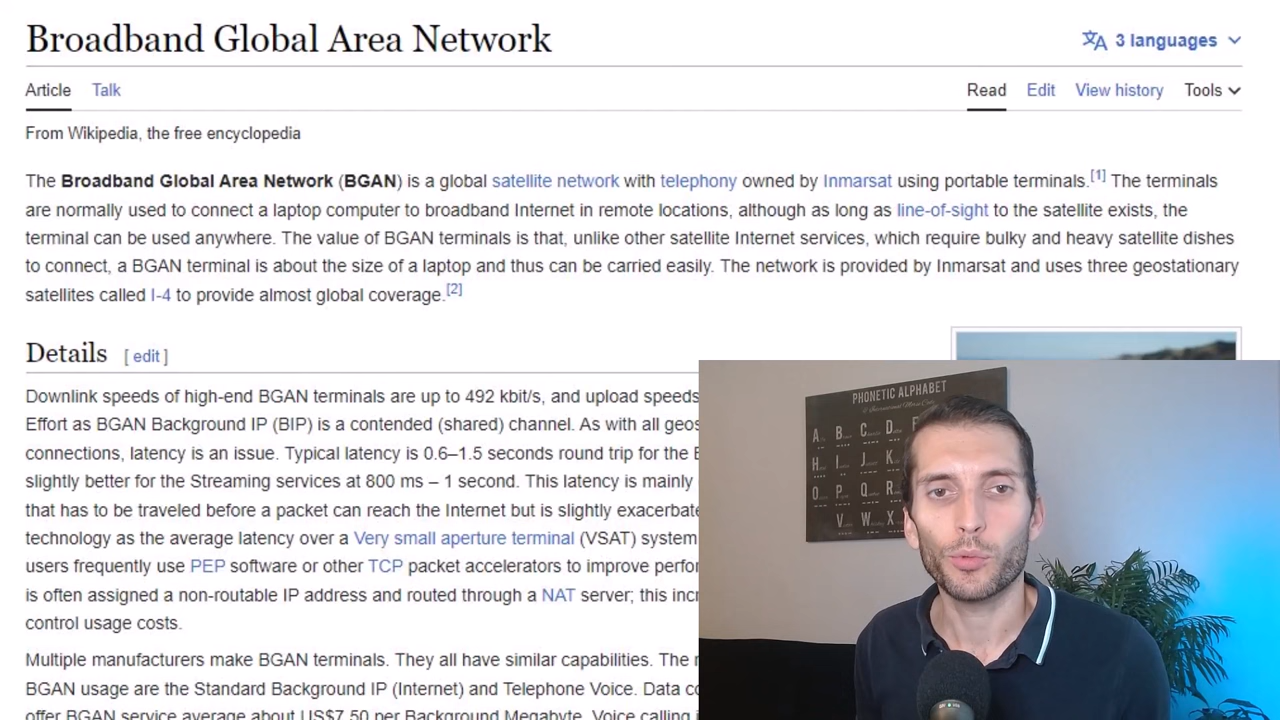 Broadband Global Area Network
3 languages
Article Talk
Read Edit View history Tools
From Wikipedia, the free encyclopedia
The Broadband Global Area Network (BGAN) is a global satellite network with telephony owned by Inmarsat using portable terminals.[1] The terminals
are normally used to connect a laptop computer to broadband Internet in remote locations, although as long as line-of-sight to the satellite exists, the
terminal can be used anywhere. The value of BGAN terminals is that, unlike other satellite Internet services, which require bulky and heavy satellite dishes
to connect, a BGAN terminal is about the size of a laptop and thus can be carried easily. The network is provided by Inmarsat and uses three geostationary
satellites called I-4 to provide almost global coverage.[2]
Details [ edit ]
Downlink speeds of high-end BGAN terminals are up to 492 kbit/s, and upload speeds
Effort as BGAN Background IP (BIP) is a contended (shared) channel. As with all
connections, latency is an issue. Typical latency is 0.6–1.5 seconds round trip for the
slightly better for the Streaming services at 800 ms – 1 second. This latency is mainly
that has to be traveled before a packet can reach the Internet but is slightly
technology as the average latency over a Very small aperture terminal (VSAT) system
users frequently use PEP software or other TCP packet accelerators to improve
is often assigned a non-routable IP address and routed through a NAT server; this
control usage costs.
Multiple manufacturers make BGAN terminals. They all have similar capabilities. The
BGAN usage are the Standard Background IP (Internet) and Telephone Voice. Data
offer BGAN service average about US$7.50 per Background Megabyte. Voice calling
PHONETIC ALPHABET
A B C D
H I J K
O P Q R
V W X